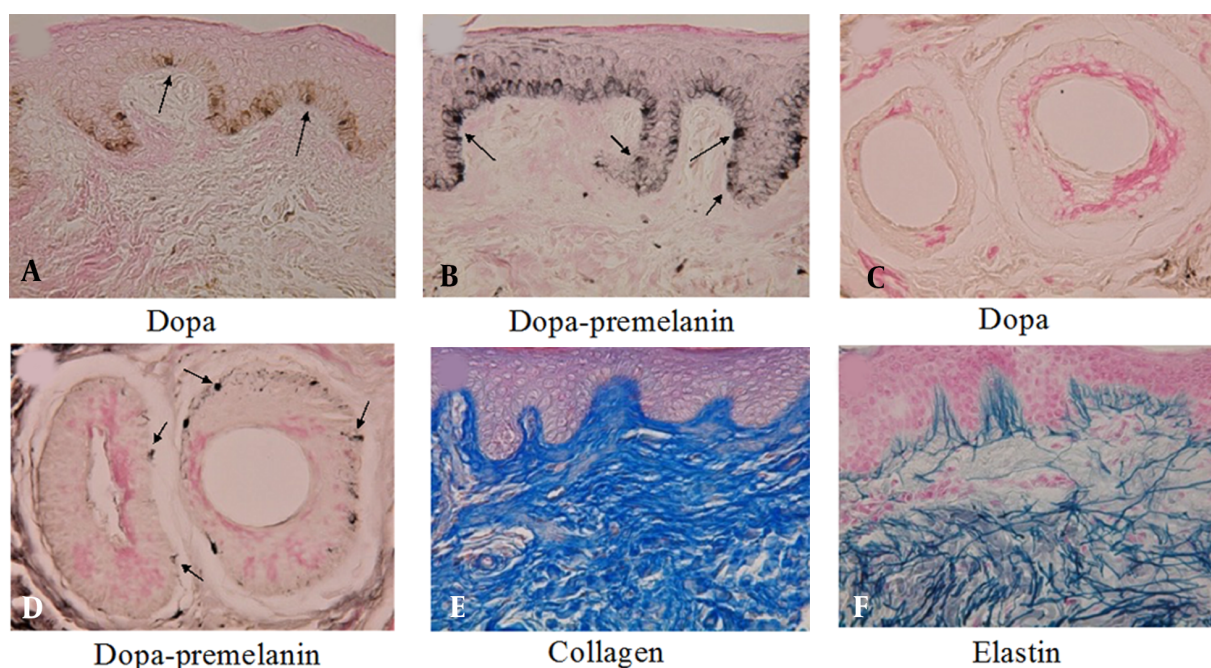 A
B
C
Dopa
Dopa-premelanin
Dopa
D
E
F
Dopa-premelanin
Collagen
Elastin